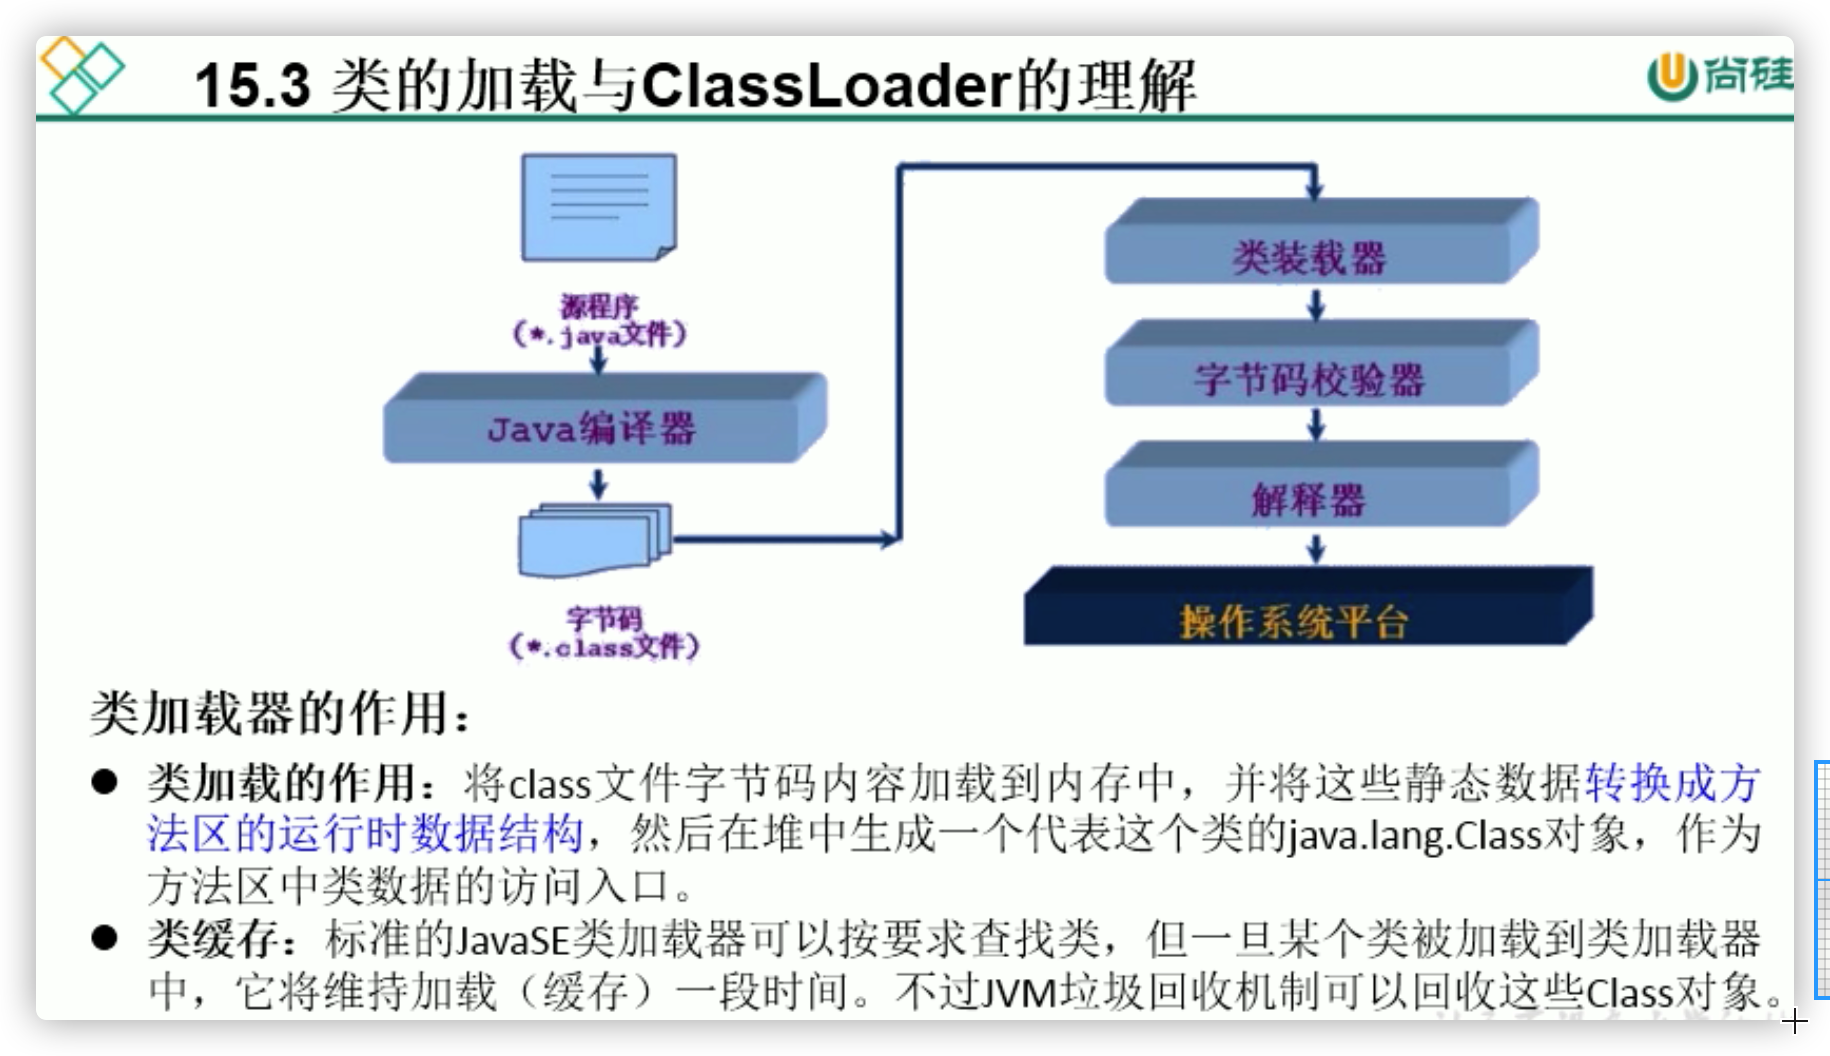 15.3 类的加载与ClassLoader的理解
尚硅
源程序
(*.java文件)
Java编译器
字节码
(*.class文件)
类装载器
字节码校验器
解释器
操作系统平台
类加载器的作用：
● 类加载的作用：将class文件字节码内容加载到内存中，并将这些静态数据转换成方
法区的运行时数据结构，然后在堆中生成一个代表这个类的java.lang.Class对象，作为
方法区中类数据的访问入口。
● 类缓存：标准的JavaSE类加载器可以按要求查找类，但一旦某个类被加载到类加载器
中，它将维持加载（缓存）一段时间。不过JVM垃圾回收机制可以回收这些Class对象。